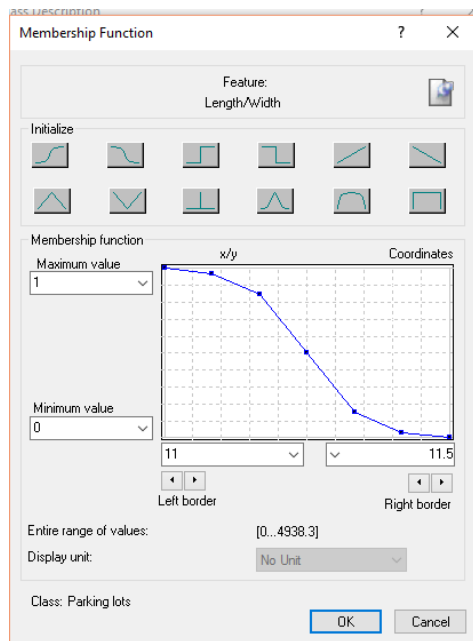 ass Description
Membership Function
?
Feature:
Length/Width
Initialize
Membership function
x/y
Coordinates
Maximum value
1
Minimum value
0
11
11.5
Left border
Right border
Entire range of values:
[0...4938.3]
Display unit:
No Unit
Class: Parking lots
OK
Cancel